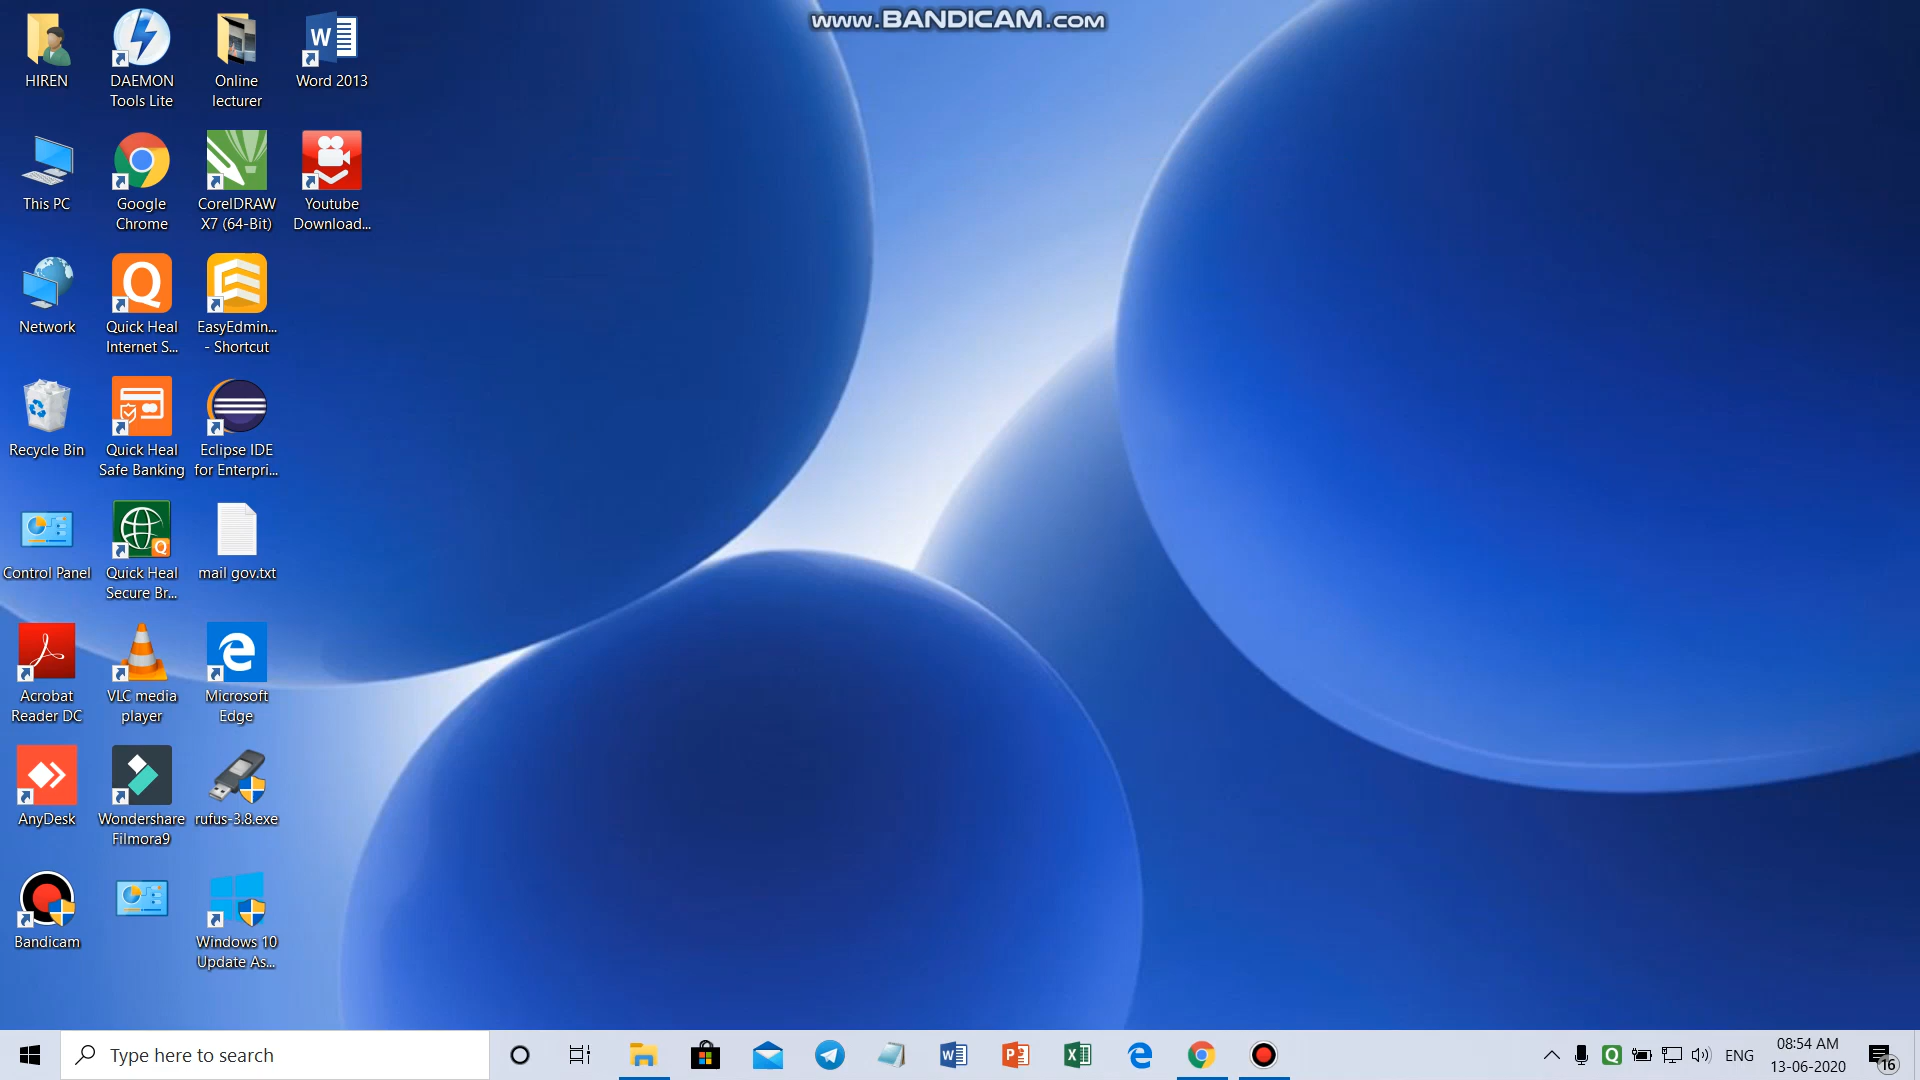 www.BANDICAM.com
HIREN
DAEMON
Tools Lite
Online
lecturer
Word 2013
This PC
Google
Chrome
CorelDRAW
X7 (64-Bit)
Youtube
Download...
Network
Quick Heal
Internet S...
EasyEdmin...
- Shortcut
Recycle Bin
Quick Heal
Safe Banking
Eclipse IDE
for Enterpri...
Control Panel
Quick Heal
Secure Br...
mail gov.txt
Acrobat
Reader DC
VLC media
player
Microsoft
Edge
AnyDesk
Wondershare
Filmora9
rufus-3.8.exe
Bandicam
Windows 10
Update As...
Type here to search
ENG
08:54 AM
13-06-2020
16